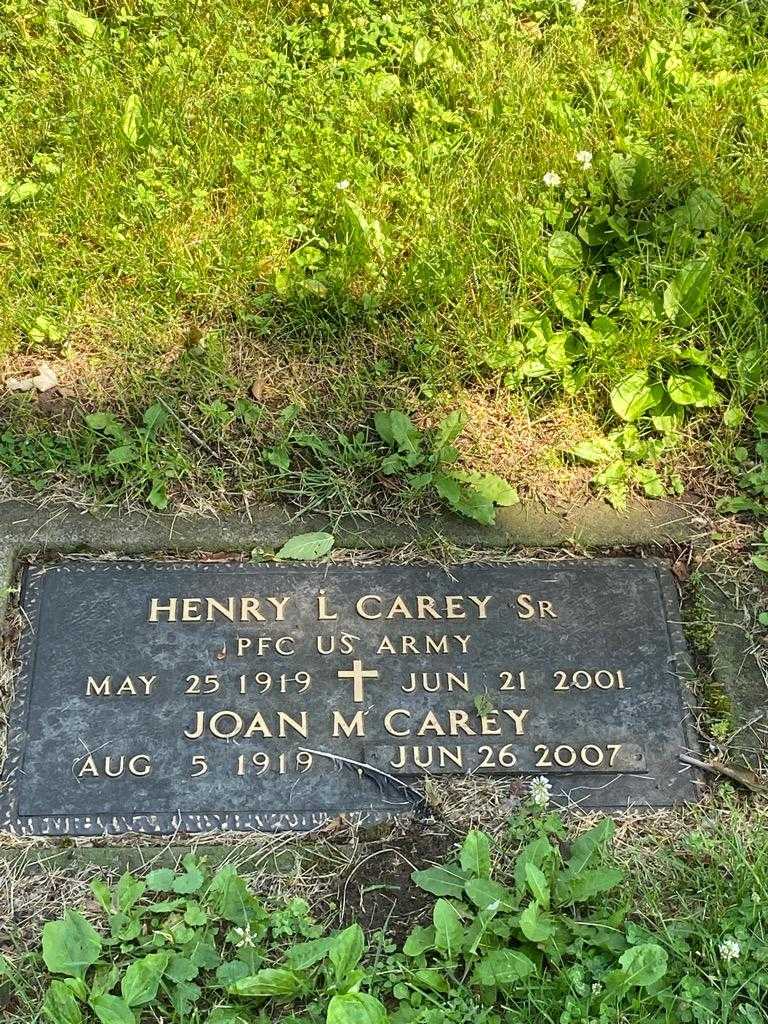 HENRY L CAREY SR
PFC US ARMY
MAY 25 1919 JUN 21 2001
JOAN M CAREY
AUG 5 1919 JUN 26 2007